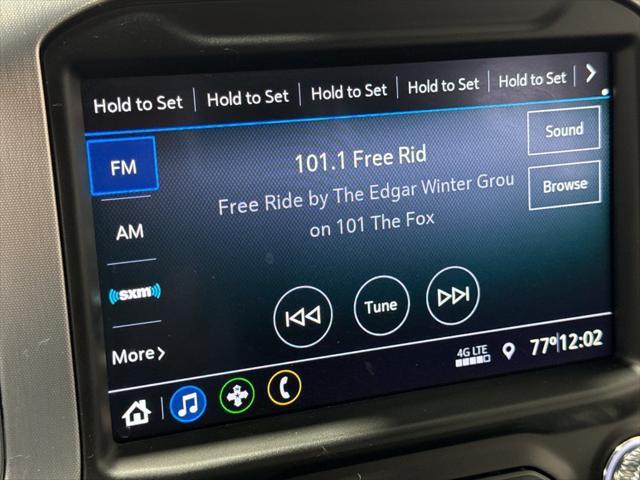 Hold to Set Hold to Set Hold to Set Hold to Set Hold to Set
FM
101.1 Free Rid
Sound
Free Ride by The Edgar Winter Grou
Browse
AM
on 101 The Fox
sxm
Tune
More
4G LTE
77° 12:02